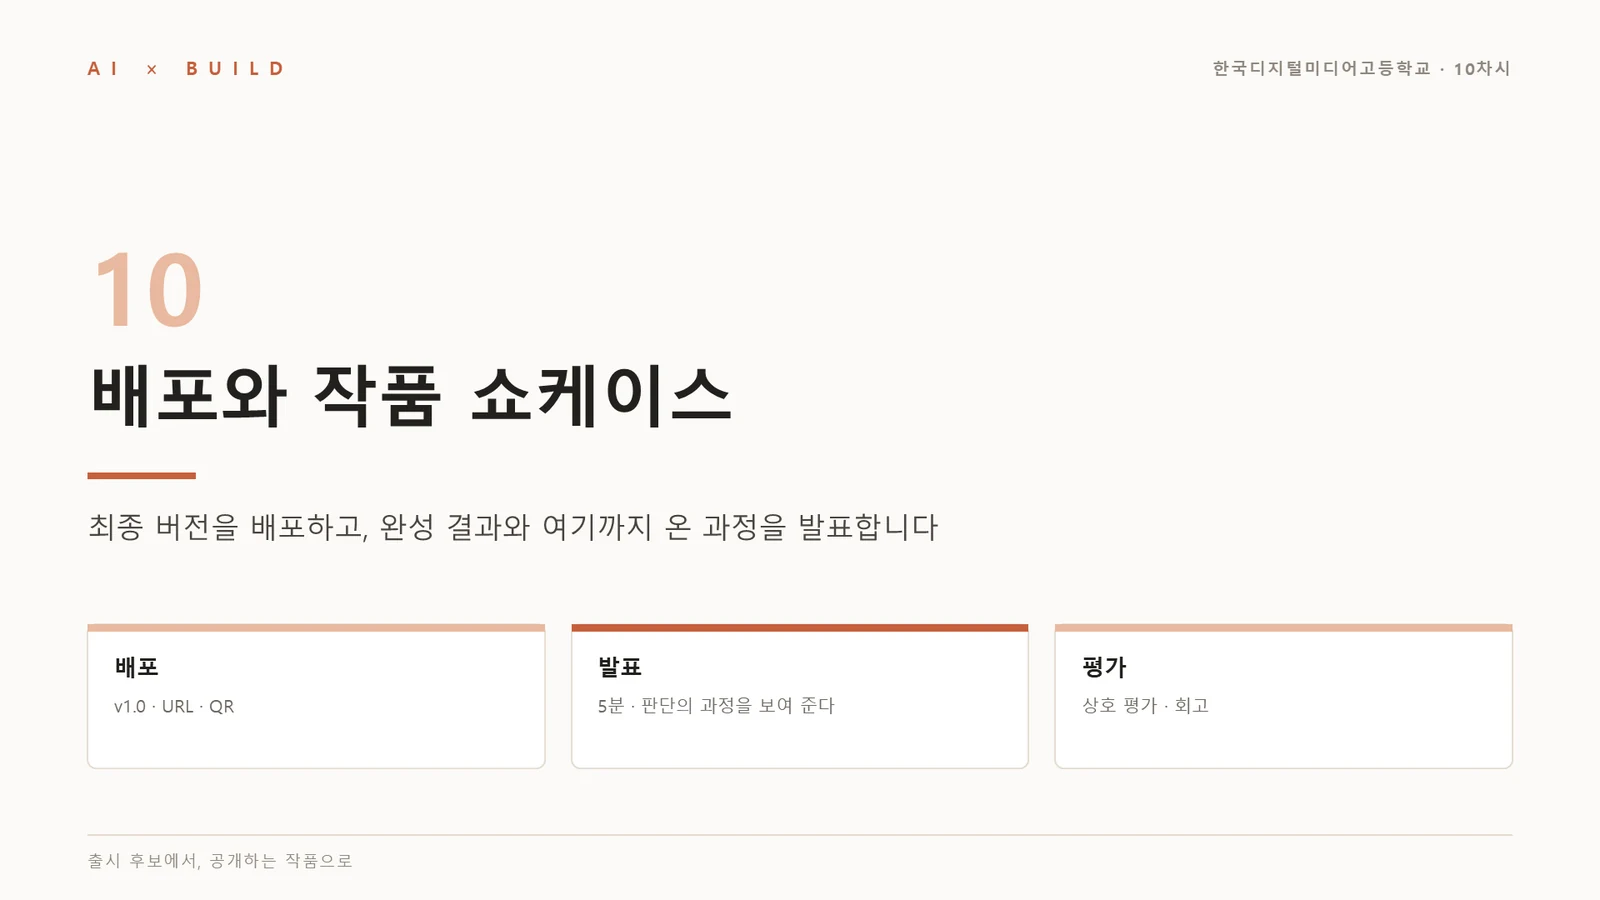 AI × BUILD
한국디지털미디어고등학교 · 10차시
10
배포와 작품 쇼케이스
최종 버전을 배포하고, 완성 결과와 여기까지 온 과정을 발표합니다
배포
v1.0 · URL · QR
발표
5분 · 판단의 과정을 보여 준다
평가
상호 평가 · 회고
출시 후보에서, 공개하는 작품으로